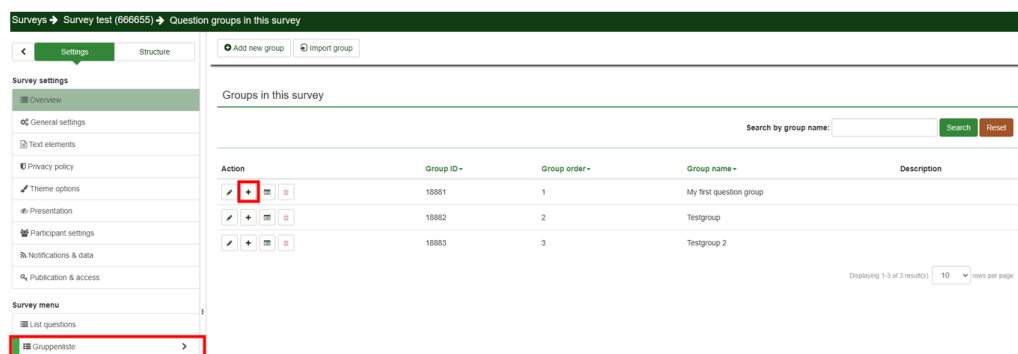 Surveys → Survey test (666655) → Question groups in this survey
Settings Structure
Add new group Import group
Survey settings
Overview
General settings
Text elements
Privacy policy
Theme options
Presentation
Participant settings
Notifications & data
Publication & access
Survey menu
List questions
Gruppenliste
Groups in this survey
Search by group name: Search Reset
Action Group ID Group order Group name Description
18881 1 My first question group
18882 2 Testgroup
18883 3 Testgroup 2
Displaying 1-3 of 3 result(s). 10 rows per page